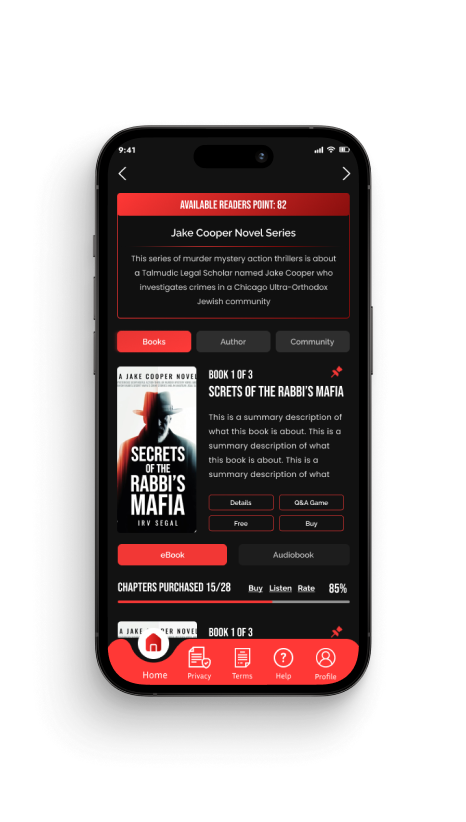 9:41
AVAILABLE READERS POINT: 82
Jake Cooper Novel Series
This series of murder mystery action thrillers is about
a Talmudic Legal Scholar named Jake Cooper who
investigates crimes in a Chicago Ultra-Orthodox
Jewish community
Books
Author
Community
A JAKE COOPER NOVEL
SECRETS
OF THE
RABBI'S
MAFIA
IRV SEGAL
BOOK 1 OF 3
SCRETS OF THE RABBI'S MAFIA
This is a summary description of
what this book is about. This is a
summary description of what
this book is about. This is a
summary description of what
Details
Q&A Game
Free
Buy
eBook
Audiobook
CHAPTERS PURCHASED 15/28
Buy Listen Rate
85%
A JAKE COOPER NOVEL
BOOK 1 OF 3
Home
Privacy
Terms
Help
Profile